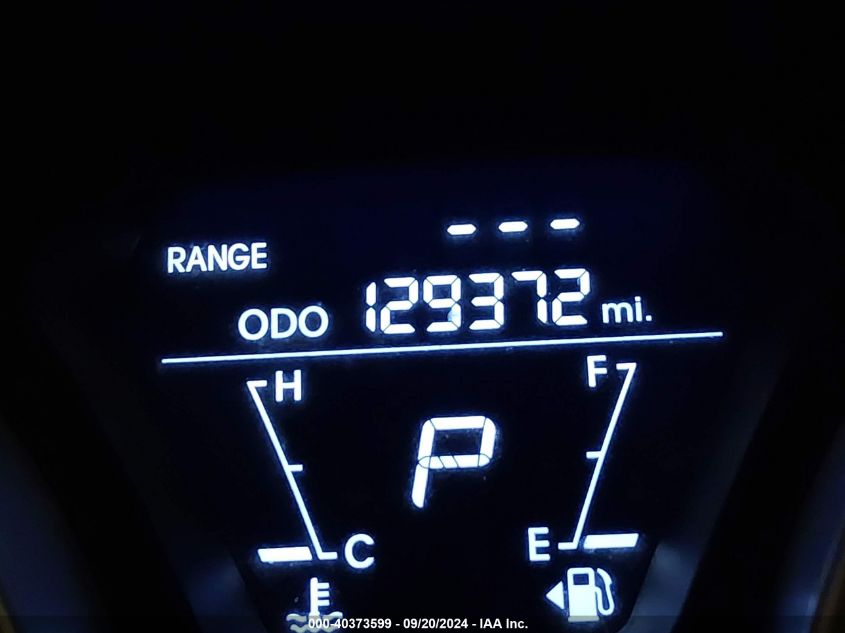 RANGE - - -
ODO 129372 mi.
H F
P
C E
000-40373599 - 09/20/2024 - IAA Inc.